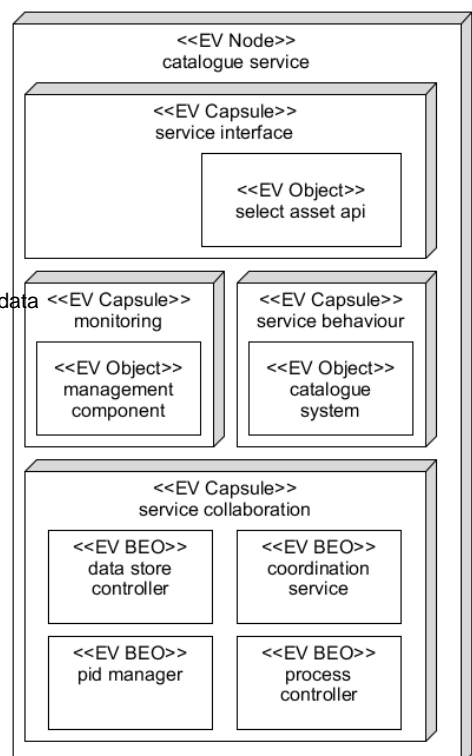 <<EV Node>>
catalogue service
<<EV Capsule>>
service interface
<<EV Object>>
select asset api
data
<<EV Capsule>>
monitoring
<<EV Object>>
management
component
<<EV Capsule>>
service behaviour
<<EV Object>>
catalogue
system
<<EV Capsule>>
service collaboration
<<EV BEO>>
data store
controller
<<EV BEO>>
coordination
service
<<EV BEO>>
pid manager
<<EV BEO>>
process
controller